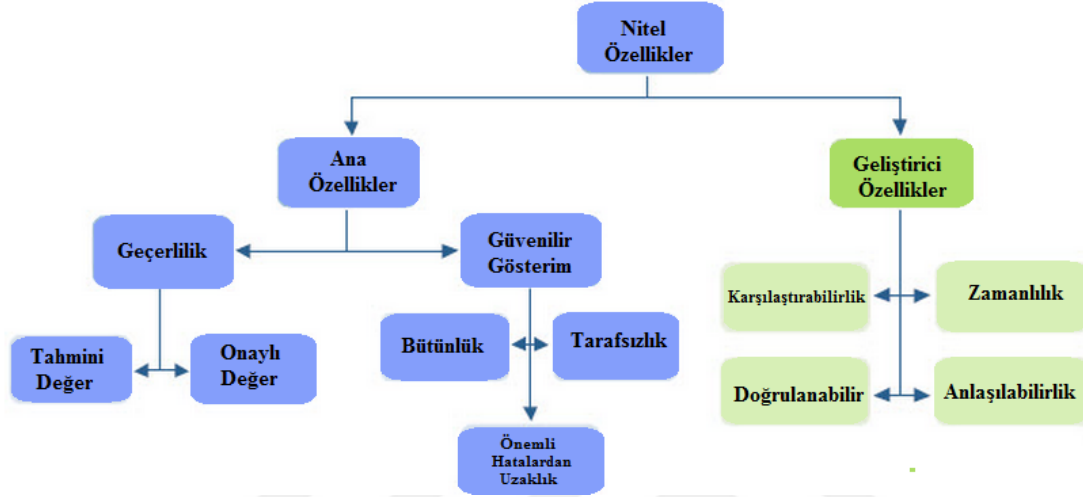 Nitel
Özellikler
Ana
Özellikler
Geliştirici
Özellikler
Geçerlilik
Güvenilir
Gösterim
Karşılaştırabilirlik
Zamanlılık
Tahmini
Değer
Onaylı
Değer
Bütünlük
Tarafsızlık
Doğrulanabilir
Anlaşılabilirlik
Önemli
Hatalardan
Uzaklık